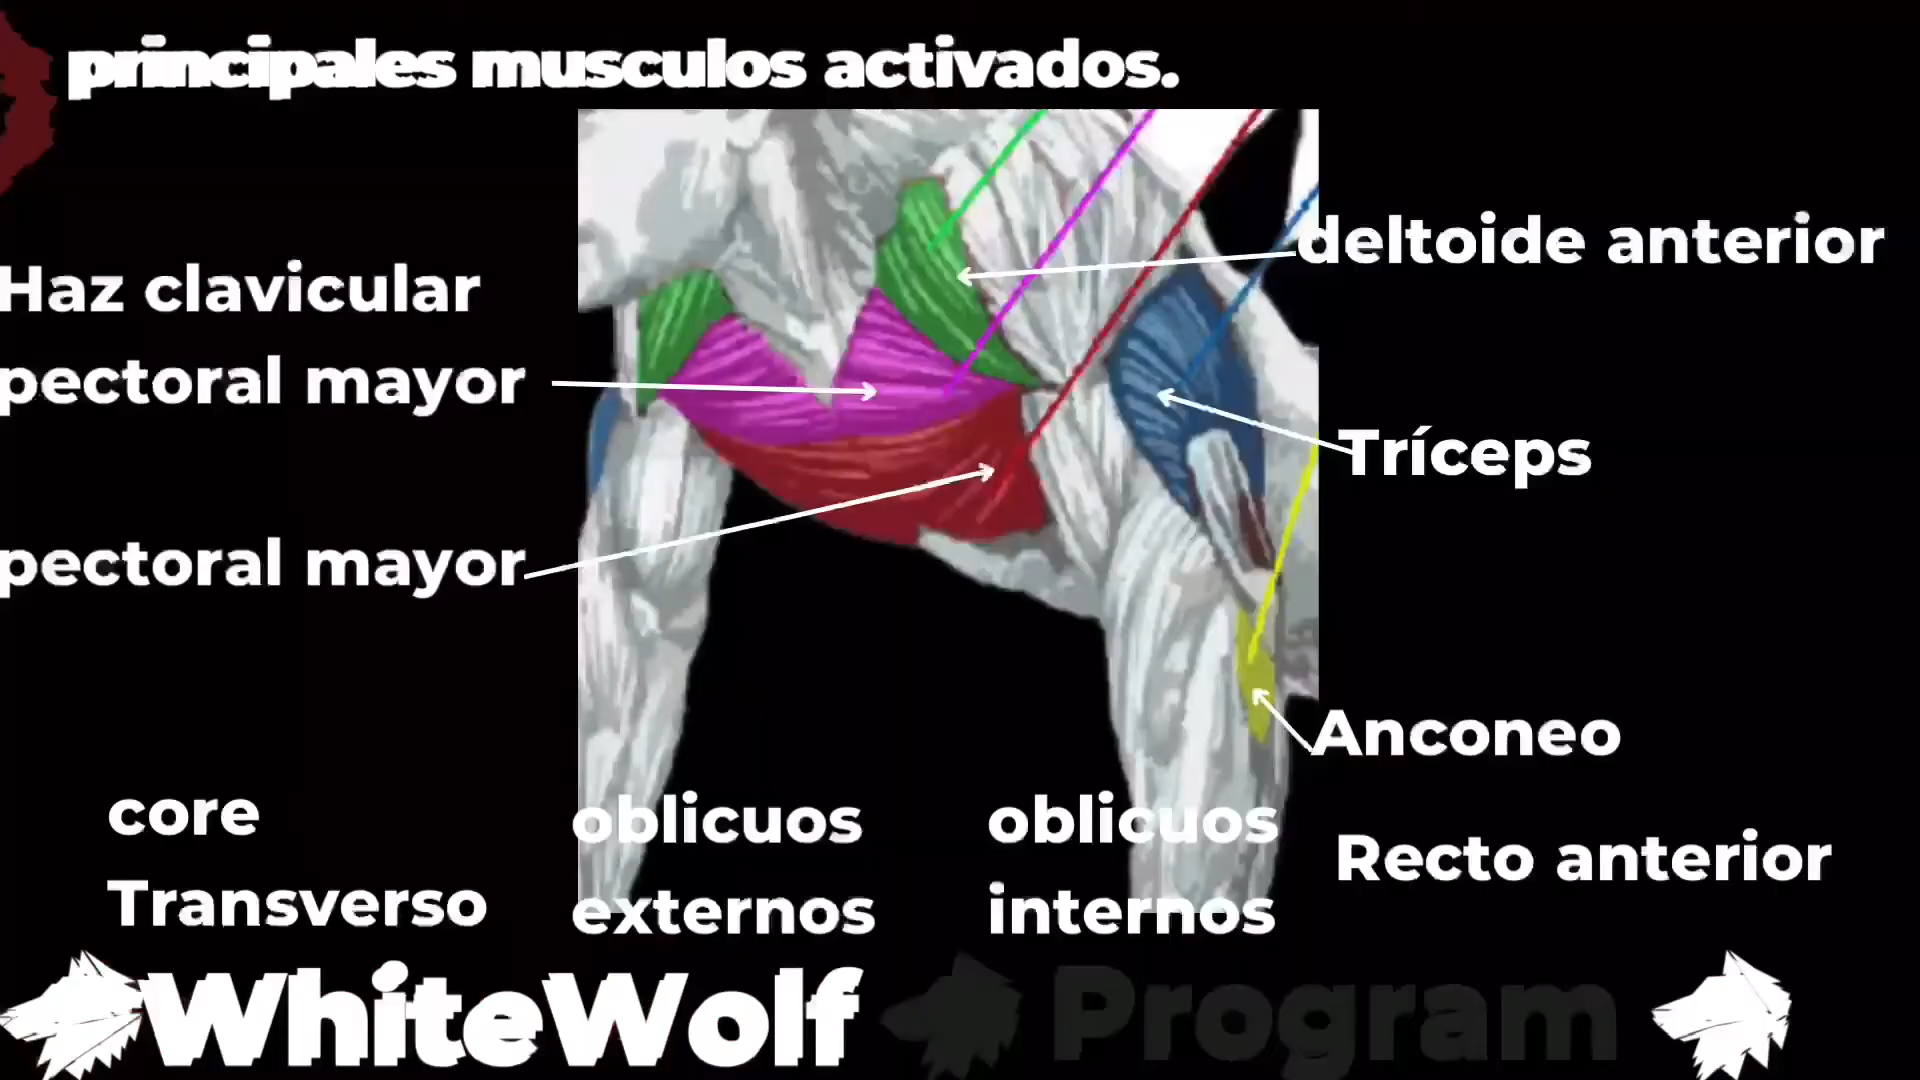 principales musculos activados.
Haz clavicular
pectoral mayor
pectoral mayor
deltoide anterior
Tríceps
Anconeo
core
Transverso
oblicuos
externos
oblicuos
internos
Recto anterior
WhiteWolf Program